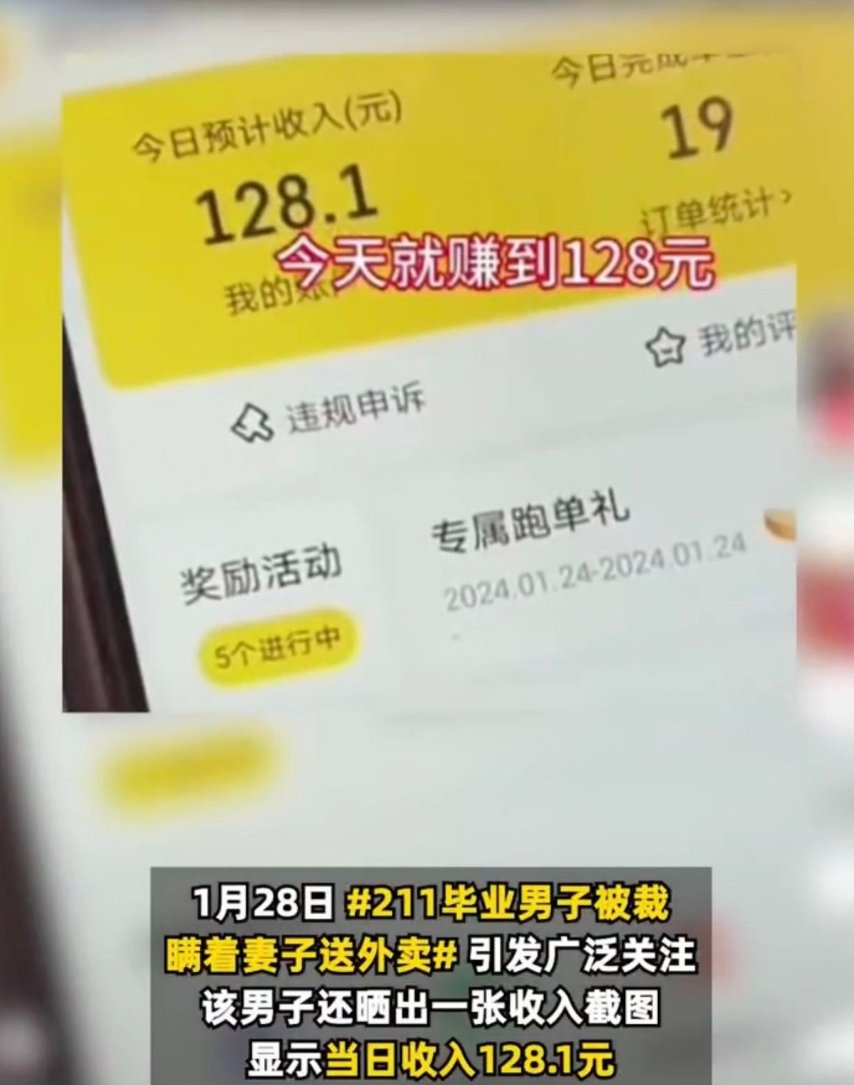 今日预计收入(元)
128.1
今日完成单
19
订单统计>
今天就赚到128元
我的账户
违规申诉
我的评
奖励活动
5个进行中
专属跑单礼
2024.01.24-2024.01.24
1月28日 #211毕业男子被裁
瞒着妻子送外卖# 引发广泛关注
该男子还晒出一张收入截图
显示当日收入128.1元